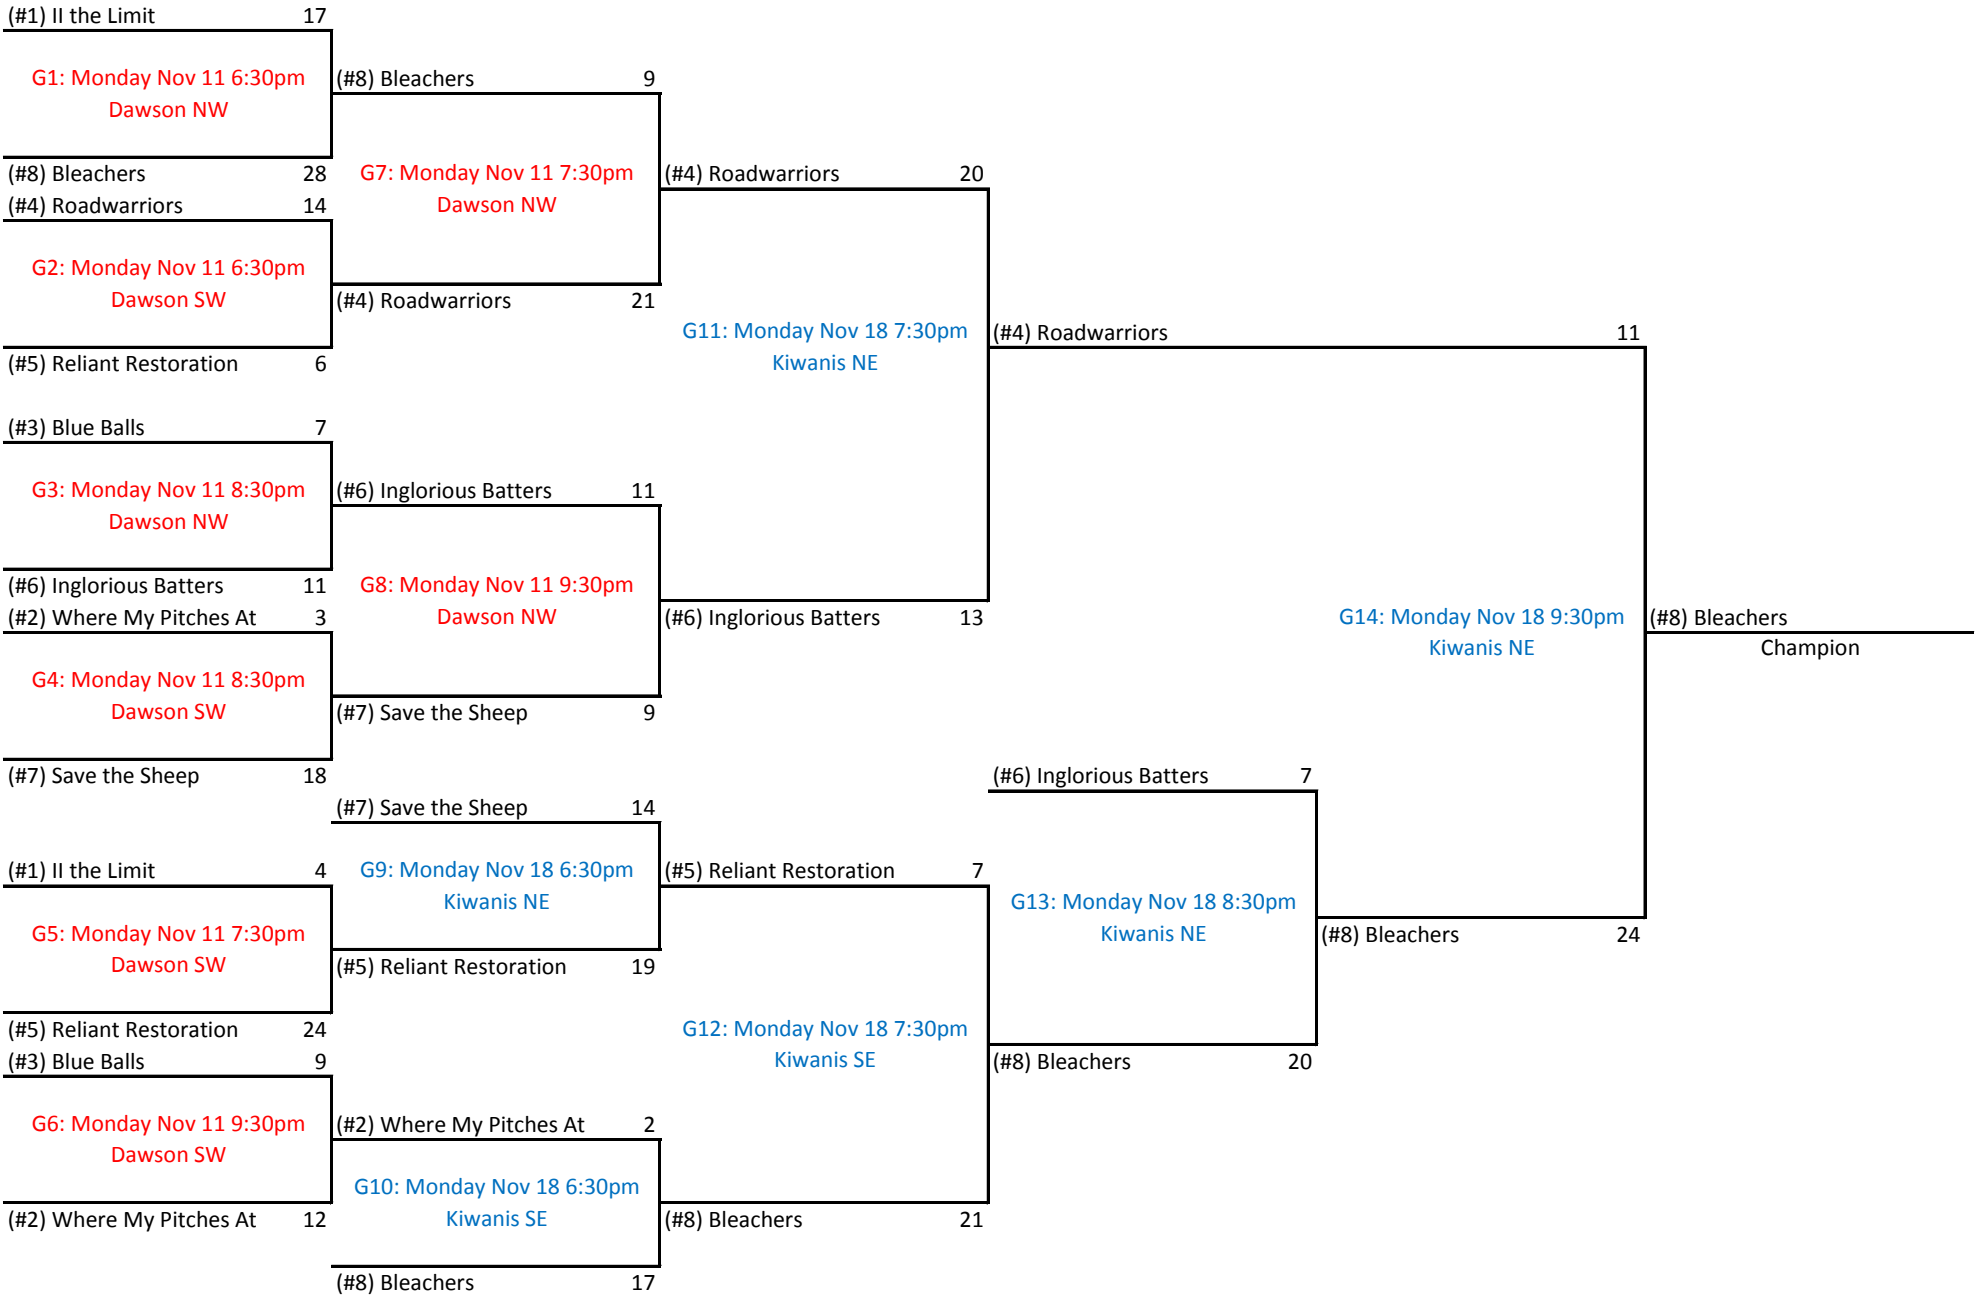 (#1) II the Limit 17
G1: Monday Nov 11 6:30pm
Dawson NW
(#8) Bleachers 28
(#4) Roadwarriors 14
G2: Monday Nov 11 6:30pm
Dawson SW
(#5) Reliant Restoration 6
(#3) Blue Balls 7
G3: Monday Nov 11 8:30pm
Dawson NW
(#6) Inglorious Batters 11
(#2) Where My Pitches At 3
G4: Monday Nov 11 8:30pm
Dawson SW
(#7) Save the Sheep 18
(#1) II the Limit 4
G5: Monday Nov 11 7:30pm
Dawson SW
(#5) Reliant Restoration 24
(#3) Blue Balls 9
G6: Monday Nov 11 9:30pm
Dawson SW
(#2) Where My Pitches At 12
(#8) Bleachers 9
G7: Monday Nov 11 7:30pm
Dawson NW
(#4) Roadwarriors 21
(#6) Inglorious Batters 11
G8: Monday Nov 11 9:30pm
Dawson NW
(#7) Save the Sheep 9
(#7) Save the Sheep 14
G9: Monday Nov 18 6:30pm
Kiwanis NE
(#5) Reliant Restoration 19
(#2) Where My Pitches At 2
G10: Monday Nov 18 6:30pm
Kiwanis SE
(#8) Bleachers 17
(#4) Roadwarriors 20
G11: Monday Nov 18 7:30pm
Kiwanis NE
(#6) Inglorious Batters 13
(#5) Reliant Restoration 7
G12: Monday Nov 18 7:30pm
Kiwanis SE
(#8) Bleachers 21
(#6) Inglorious Batters 7
G13: Monday Nov 18 8:30pm
Kiwanis NE
(#8) Bleachers 20
(#4) Roadwarriors 11
G14: Monday Nov 18 9:30pm
Kiwanis NE
(#8) Bleachers 24
(#8) Bleachers
Champion